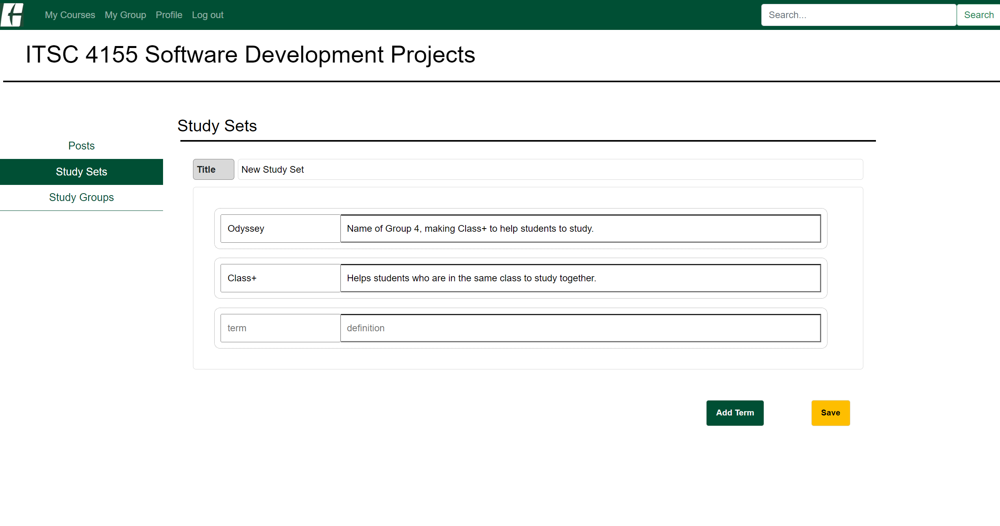 My Courses My Group Profile Log out Search... Search
ITSC 4155 Software Development Projects
Study Sets
Posts
Study Sets
Study Groups
Title New Study Set
Odyssey Name of Group 4, making Class+ to help students to study.
Class+ Helps students who are in the same class to study together.
term definition
Add Term Save